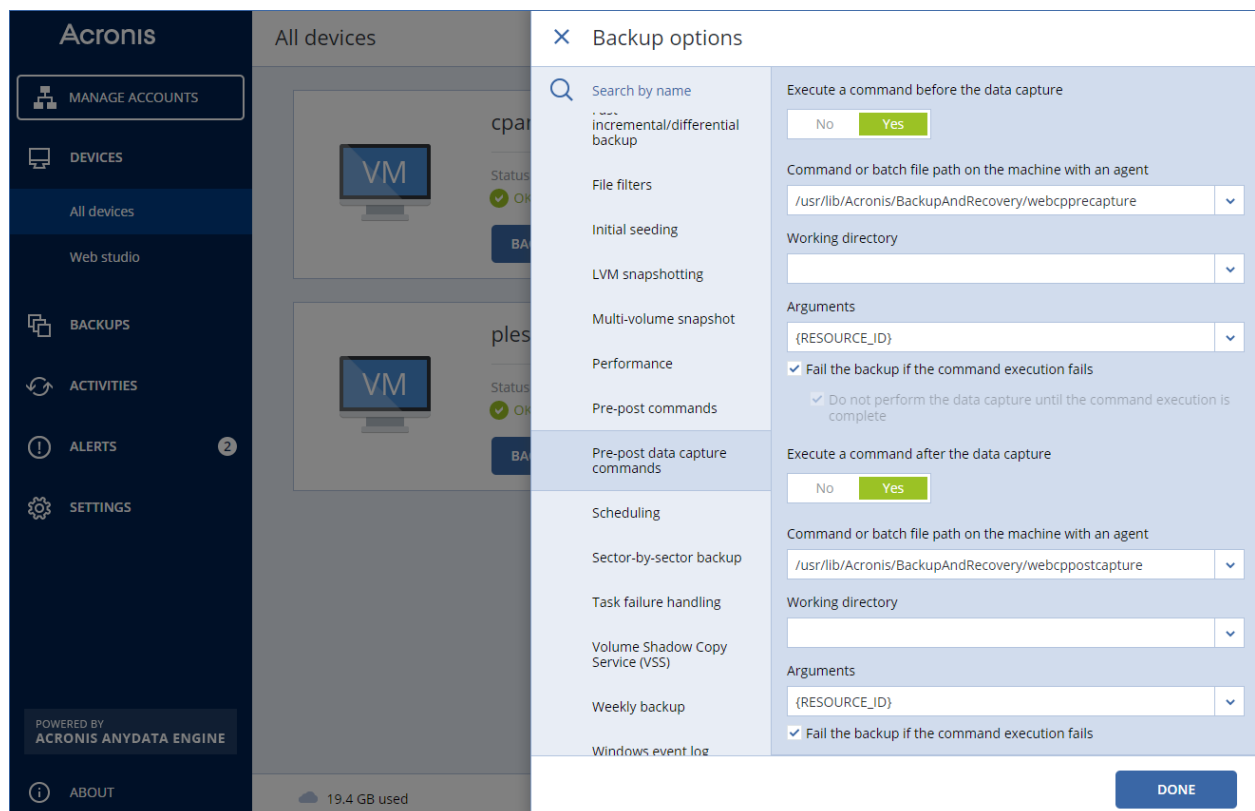 Acronis
MANAGE ACCOUNTS
DEVICES
All devices
Web studio
BACKUPS
ACTIVITIES
ALERTS
2
SETTINGS
POWERED BY
ACRONIS ANYDATA ENGINE
ABOUT
All devices
cpan
VM
Status
OK
BAC
ples
VM
Status
OK
BAC
19.4 GB used
Backup options
Search by name
Fast
incremental/differential
backup
File filters
Initial seeding
LVM snapshotting
Multi-volume snapshot
Performance
Pre-post commands
Pre-post data capture
commands
Scheduling
Sector-by-sector backup
Task failure handling
Volume Shadow Copy
Service (VSS)
Weekly backup
Windows event log
Execute a command before the data capture
No Yes
Command or batch file path on the machine with an agent
/usr/lib/Acronis/BackupAndRecovery/webcpprecapture
Working directory
Arguments
{RESOURCE_ID}
Fail the backup if the command execution fails
Do not perform the data capture until the command execution is
complete
Execute a command after the data capture
No Yes
Command or batch file path on the machine with an agent
/usr/lib/Acronis/BackupAndRecovery/webcppostcapture
Working directory
Arguments
{RESOURCE_ID}
Fail the backup if the command execution fails
DONE